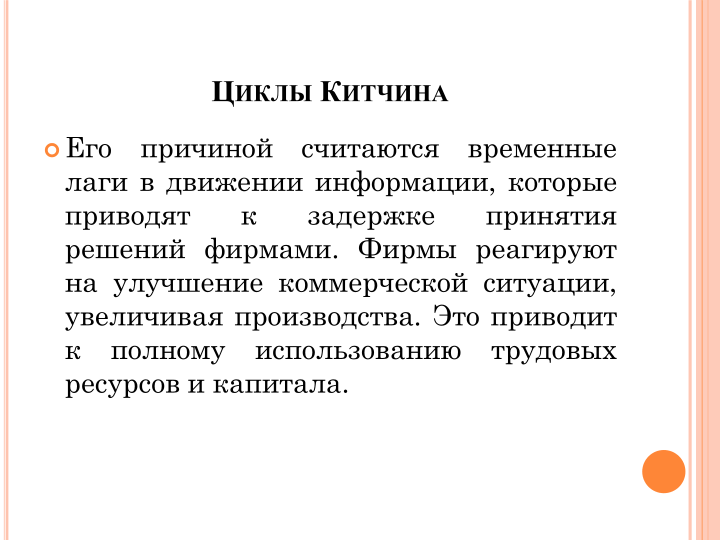 Циклы Китчина
Его причиной считаются временные
лаги в движении информации, которые
приводят к задержке принятия
решений фирмами. Фирмы реагируют
на улучшение коммерческой ситуации,
увеличивая производства. Это приводит
к полному использованию трудовых
ресурсов и капитала.